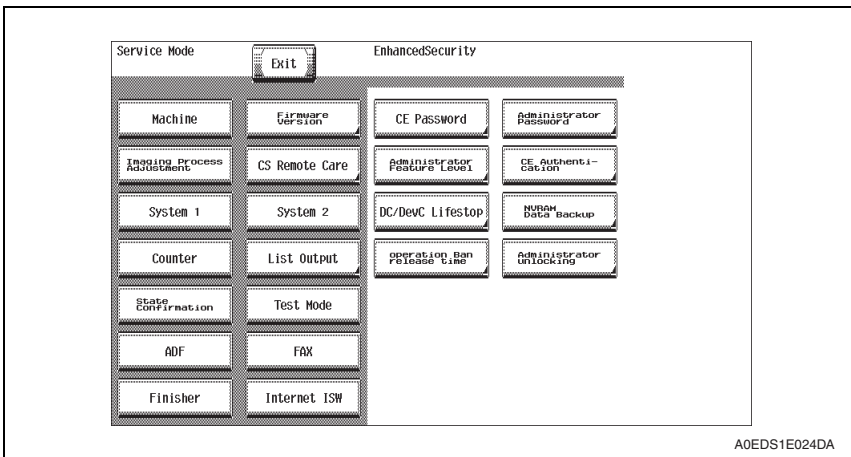 Service Mode
Exit
EnhancedSecurity
Machine
Firmware
Version
CE Password
Administrator
Password
Imaging Process
Adjustment
CS Remote Care
Administrator
Feature Level
CE Authenti-
cation
System 1
System 2
DC/DevC Lifestop
NVRAM
Data Backup
Counter
List Output
operation Ban
release time
Administrator
unlocking
State
Confirmation
Test Mode
ADF
FAX
Finisher
Internet ISW
A0EDS1E024DA